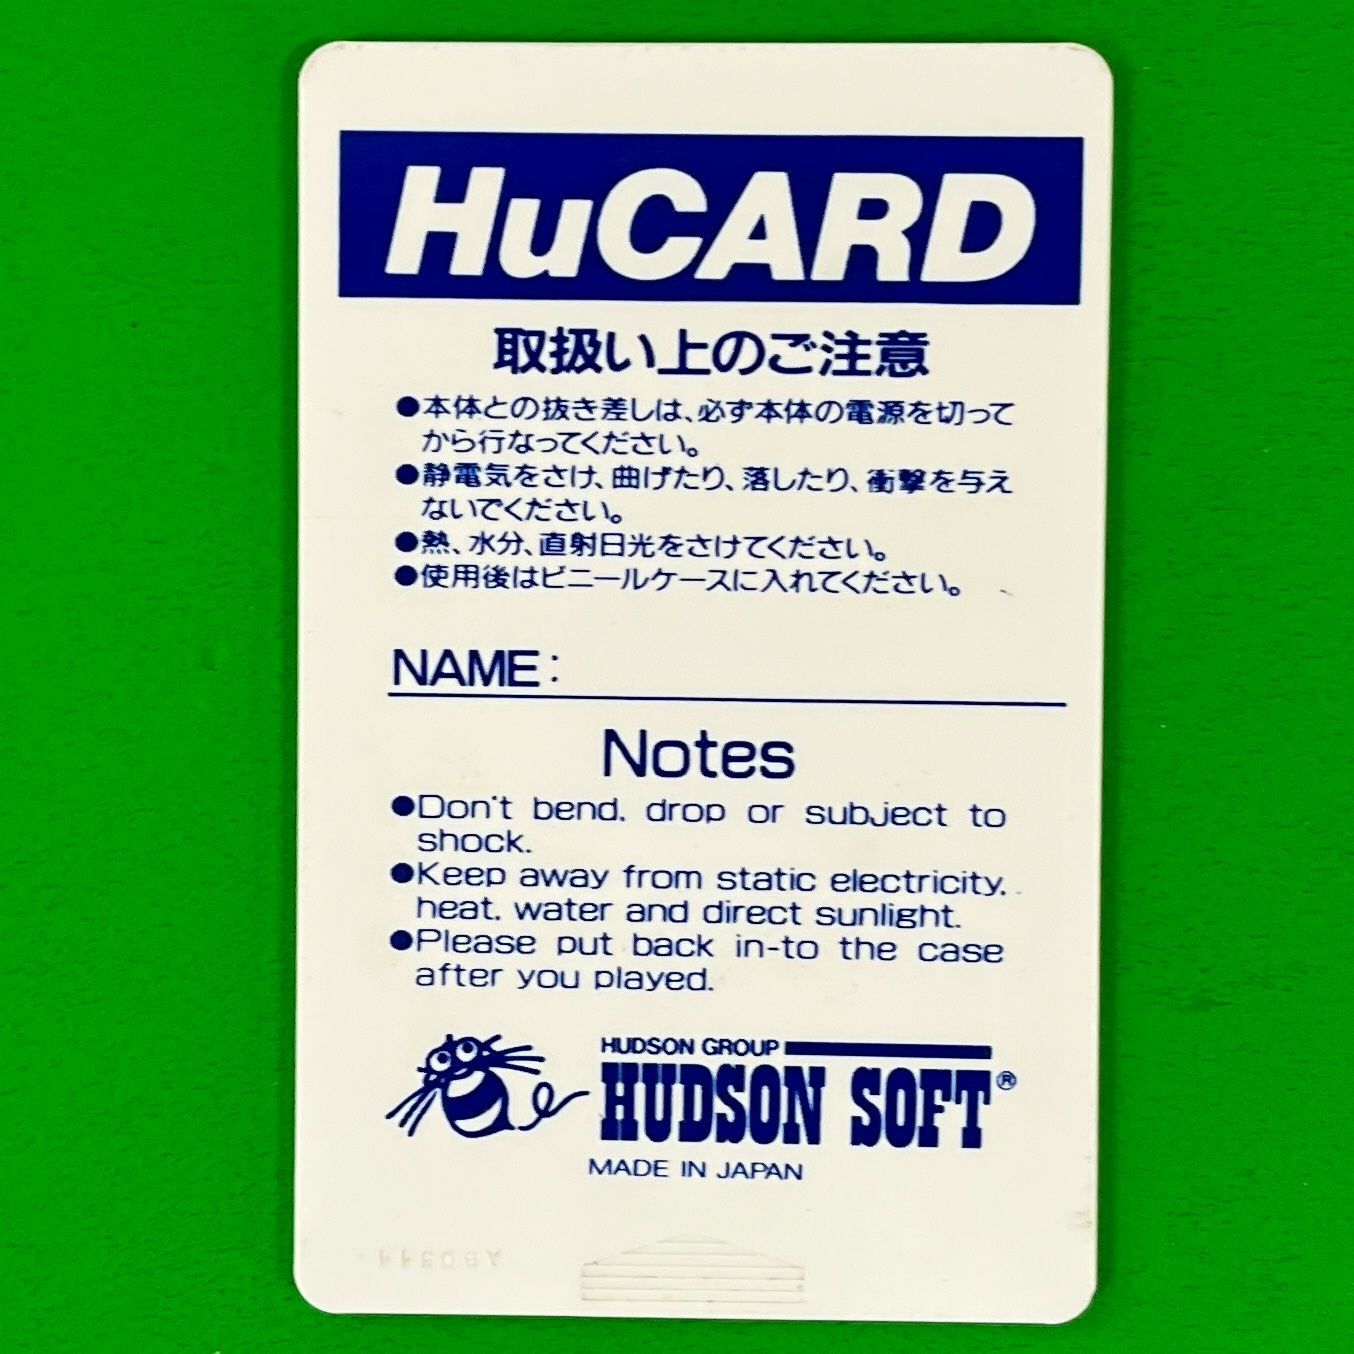 HuCARD
取扱い上のご注意
●本体との抜き差しは、必ず本体の電源を切って
から行なってください。
●静電気をさけ、曲げたり、落したり、衝撃を与え
ないでください。
●熱、水分、直射日光をさけてください。
●使用後はビニールケースに入れてください。
NAME:
Notes
●Don't bend, drop or subject to
shock.
●Keep away from static electricity,
heat, water and direct sunlight.
●Please put back in-to the case
after you played.
HUDSON GROUP
HUDSON SOFT®
MADE IN JAPAN